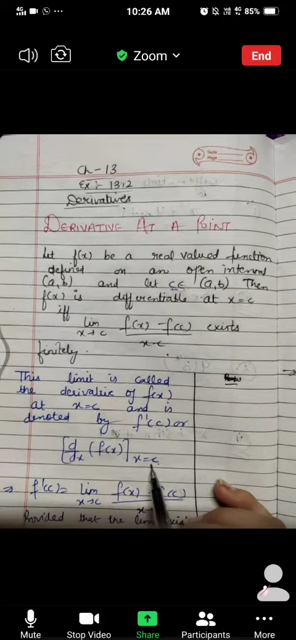 4G 10:26 AM 4G 85%
Zoom End
Ch - 13
Ex :- 13.2
Derivatives
DERIVATIVE AT A POINT
Let f(x) be a real valued function
defined on an open interval
(a,b) and let c∈ (a,b) Then
f(x) is differentiable at x=c
iff
lim x→c f(x) - f(c) / x-c exists
finitely.
This limit is called
the derivative of f(x)
at x=c and is
denoted by f'(c) or
[d/dx (f(x)] x=c
⇒ f'(c) = lim x→c f(x) - f(c)
Provided that the
Mute Stop Video Share Participants More